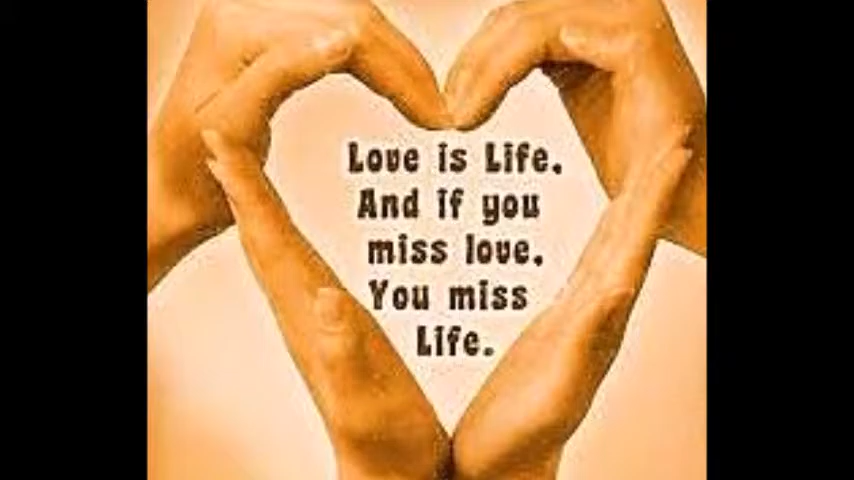 Love is Life.
And if you
miss love.
You miss
Life.